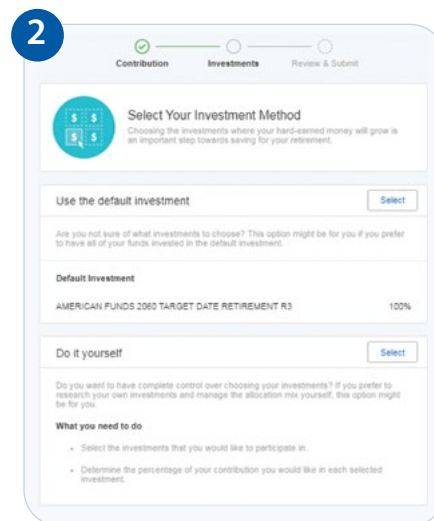 2
Contribution Investments Review & Submit
Select Your Investment Method
Choosing the investments where your hard-earned money will grow is
an important step towards saving for your retirement.
$ $
$ $
Use the default investment Select
Are you not sure of what investments to choose? This option might be for you if you prefer
to have all of your funds invested in the default investment.
Default Investment
AMERICAN FUNDS 2060 TARGET DATE RETIREMENT R3 100%
Do it yourself Select
Do you want to have complete control over choosing your investments? If you prefer to
research your own investments and manage the allocation mix yourself, this option might
be for you.
What you need to do
• Select the investments that you would like to participate in.
• Determine the percentage of your contribution you would like in each selected
investment.